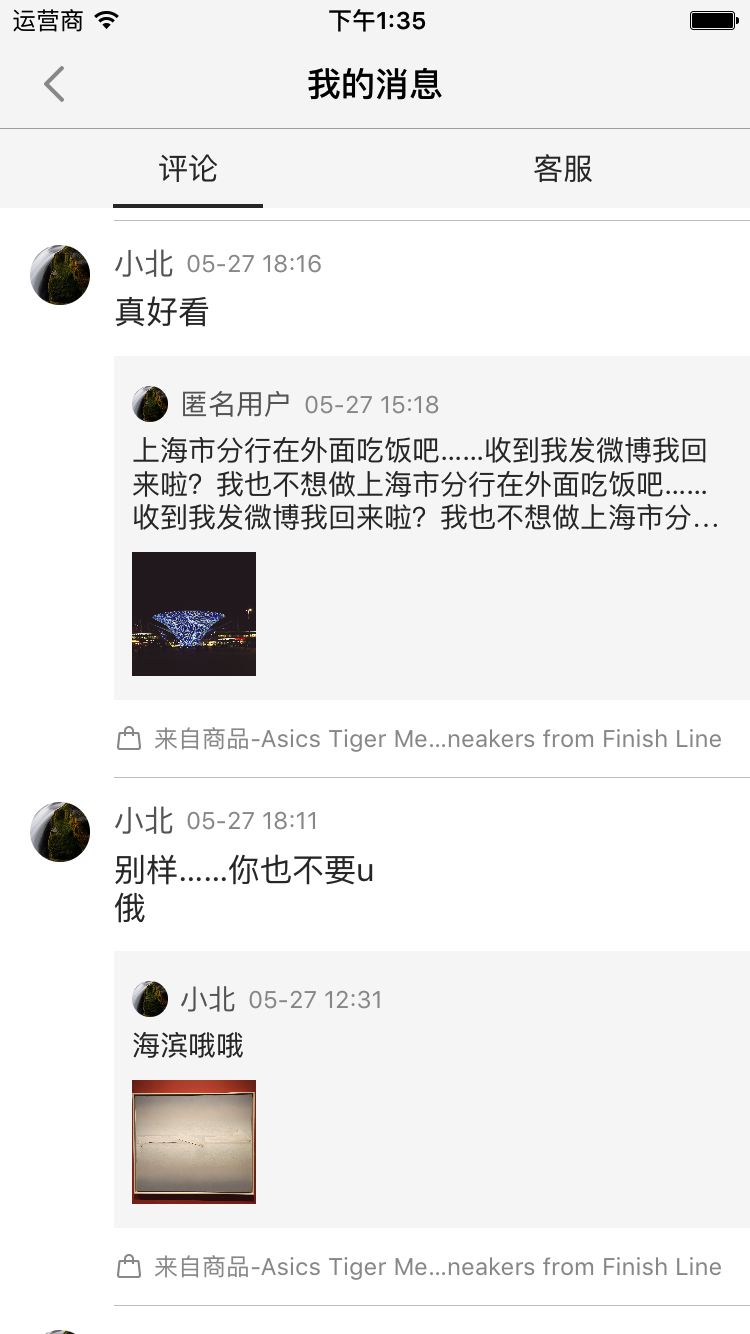 运营商 下午1:35
我的消息
评论 客服
小北 05-27 18:16
真好看
匿名用户 05-27 15:18
上海市分行在外面吃饭吧……收到我发微博我回
来啦？我也不想做上海市分行在外面吃饭吧……
收到我发微博我回来啦？我也不想做上海市分…
来自商品-Asics Tiger Me...neakers from Finish Line
小北 05-27 18:11
别样……你也不要u
俄
小北 05-27 12:31
海滨哦哦
来自商品-Asics Tiger Me...neakers from Finish Line